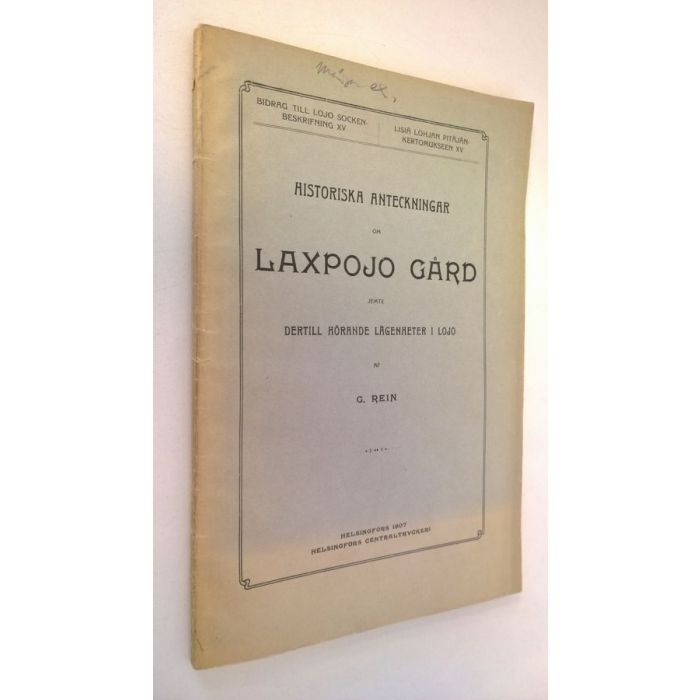 ex.
BIDRAG TILL LOJO SOCKEN-
BESKRIFNING XV
LISIÄ LOHJAN PITÄJÄN-
KERTOMUKSEEN XV
HISTORISKA ANTECKNINGAR
OM
LAXPOJO GÅRD
JEMTE
DERTILL HÖRANDE LÄGENHETER I LOJO
AF
G. REIN
HELSINGFORS 1907
HELSINGFORS CENTRALTRYCKERI